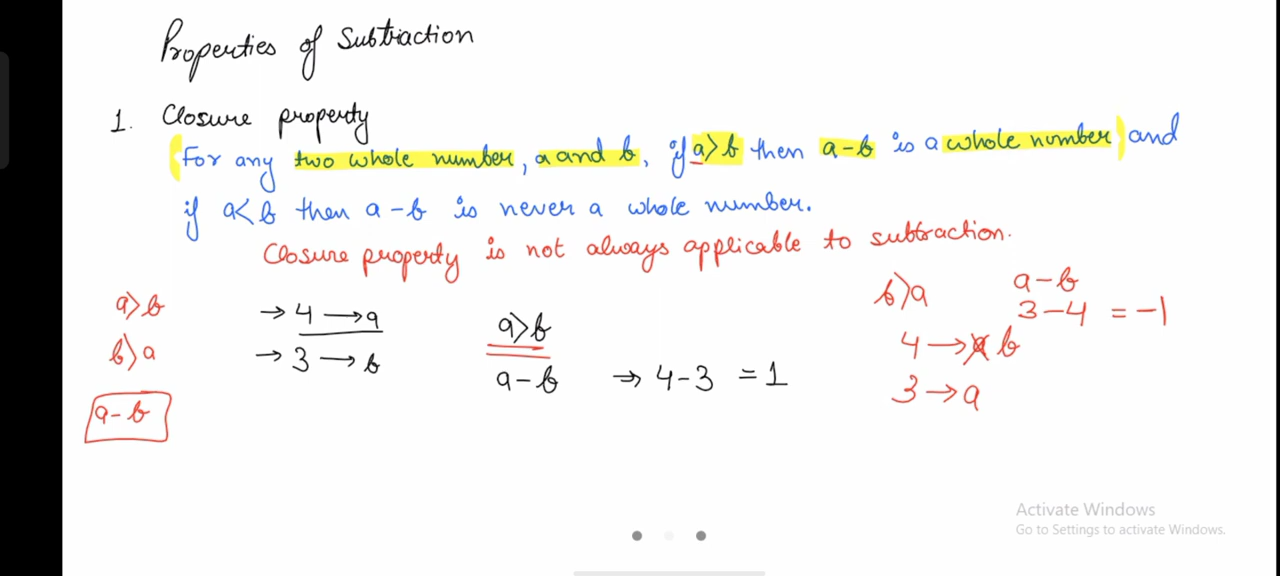 Properties of Subtraction
1. Closure property
(For any two whole number, a and b, if a>b then a-b is a whole number) and
if a<b then a-b is never a whole number.
Closure property is not always applicable to subtraction.
a>b
b>a
a-b
→ 4 → a
→ 3 → b
a>b
a-b → 4-3 = 1
b>a
a-b
3-4 = -1
4 → b
3 → a
Activate Windows
Go to Settings to activate Windows.